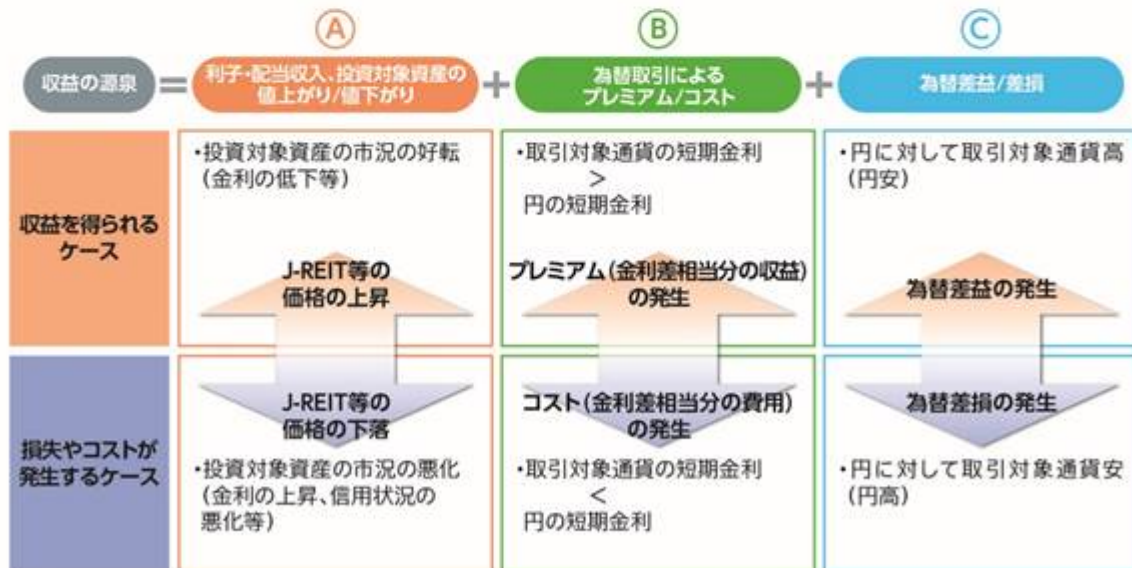 Ⓐ
Ⓑ
Ⓒ
収益の源泉
=
利子・配当収入、投資対象資産の
値上がり/値下がり
+
為替取引による
プレミアム/コスト
+
為替差益/差損
収益を得られる
ケース
・投資対象資産の市況の好転
(金利の低下等)
J-REIT等の
価格の上昇
・取引対象通貨の短期金利
>
円の短期金利
プレミアム(金利差相当分の収益)
の発生
・円に対して取引対象通貨高
(円安)
為替差益の発生
損失やコストが
発生するケース
J-REIT等の
価格の下落
・投資対象資産の市況の悪化
(金利の上昇、信用状況の
悪化等)
コスト(金利差相当分の費用)
の発生
・取引対象通貨の短期金利
<
円の短期金利
為替差損の発生
・円に対して取引対象通貨安
(円高)